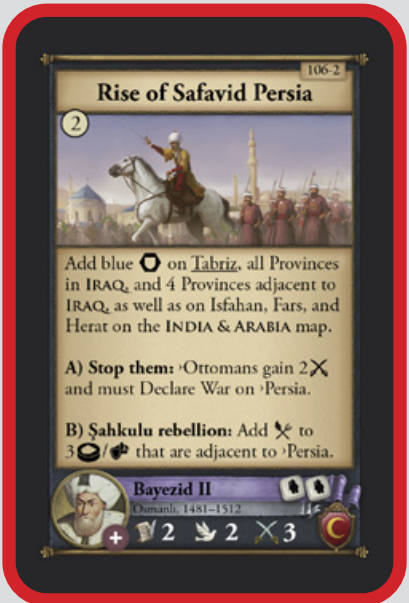 106-2
Rise of Safavid Persia
2
Add blue on Tabriz, all Provinces
in IRAQ, and 4 Provinces adjacent to
IRAQ, as well as on Isfahan, Fars, and
Herat on the INDIA & ARABIA map.
A) Stop them: ›Ottomans gain 2
and must Declare War on ›Persia.
B) Şahkulu rebellion: Add to
3 / that are adjacent to ›Persia.
Bayezid II
Osmanlı, 1481–1512
+ 2 2 3